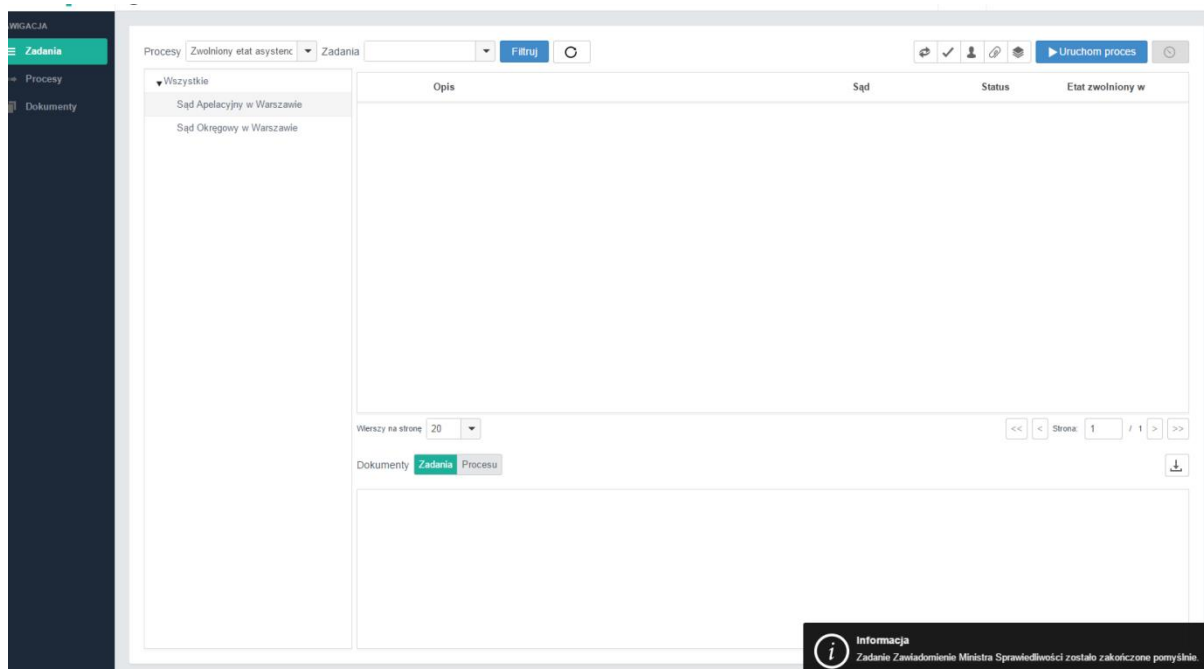 WIGACJA
Zadania
Procesy
Dokumenty
Procesy Zwolniony etat asystenc Zadania Filtruj Uruchom proces
Wszystkie
Sąd Apelacyjny w Warszawie
Sąd Okręgowy w Warszawie
Opis Sąd Status Etat zwolniony w
Wierszy na stronę 20 << < Strona: 1 / 1 > >>
Dokumenty Zadania Procesu
Informacja
Zadanie Zawiadomienie Ministra Sprawiedliwości zostało zakończone pomyślnie.